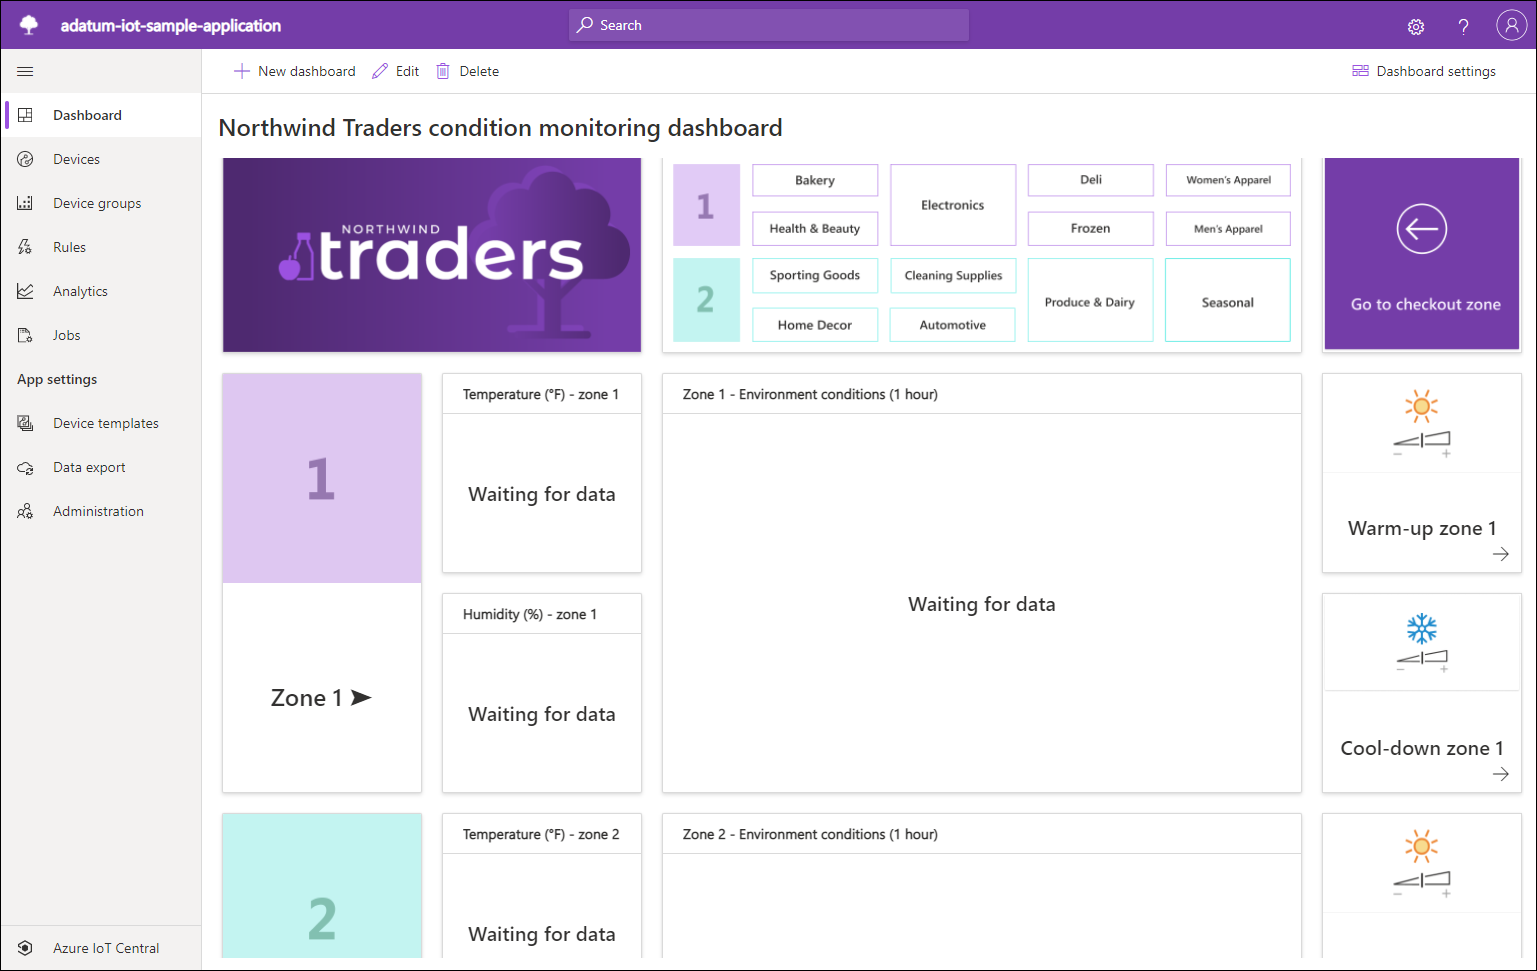 adatum-iot-sample-application
Search
?
New dashboard
Edit
Delete
Dashboard settings
Dashboard
Devices
Device groups
Rules
Analytics
Jobs
App settings
Device templates
Data export
Administration
Azure IoT Central
Northwind Traders condition monitoring dashboard
NORTHWIND
traders
1
Bakery
Electronics
Deli
Women's Apparel
Health & Beauty
Frozen
Men's Apparel
2
Sporting Goods
Cleaning Supplies
Produce & Dairy
Seasonal
Home Decor
Automotive
Go to checkout zone
1
Zone 1 ➤
Temperature (°F) - zone 1
Waiting for data
Humidity (%) - zone 1
Waiting for data
Zone 1 - Environment conditions (1 hour)
Waiting for data
− +
Warm-up zone 1
− +
Cool-down zone 1
2
Temperature (°F) - zone 2
Waiting for data
Zone 2 - Environment conditions (1 hour)
− +